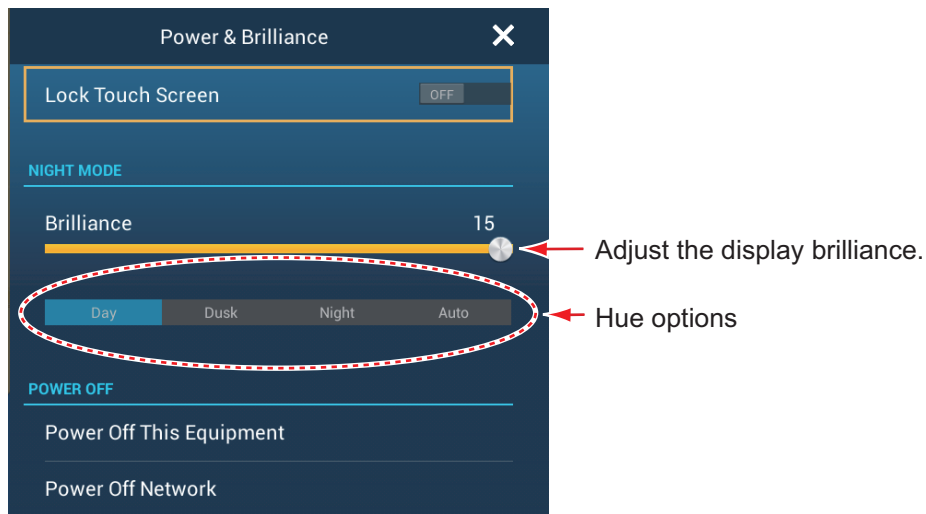 Power & Brilliance
Lock Touch Screen OFF
NIGHT MODE
Brilliance 15
Adjust the display brilliance.
Day Dusk Night Auto
Hue options
POWER OFF
Power Off This Equipment
Power Off Network